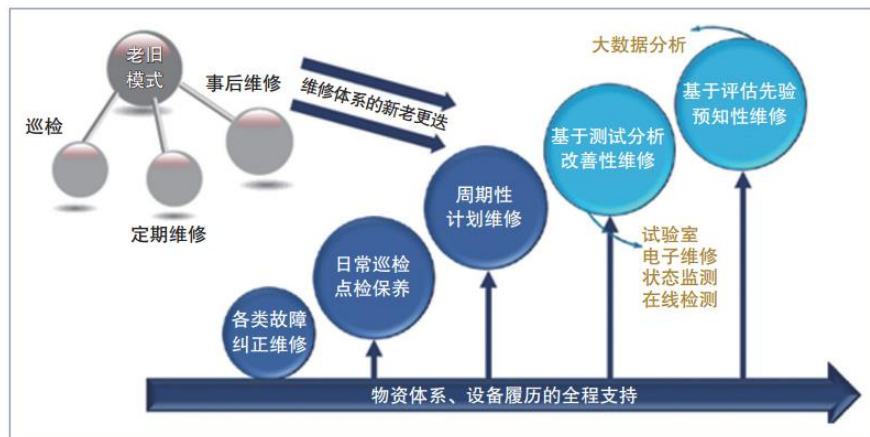 老旧
模式
事后维修
巡检
定期维修
维修体系的新老更迭
大数据分析
基于评估先验
预知性维修
基于测试分析
改善性维修
周期性
计划维修
试验室
电子维修
状态监测
在线检测
日常巡检
点检保养
各类故障
纠正维修
物资体系、设备履历的全程支持